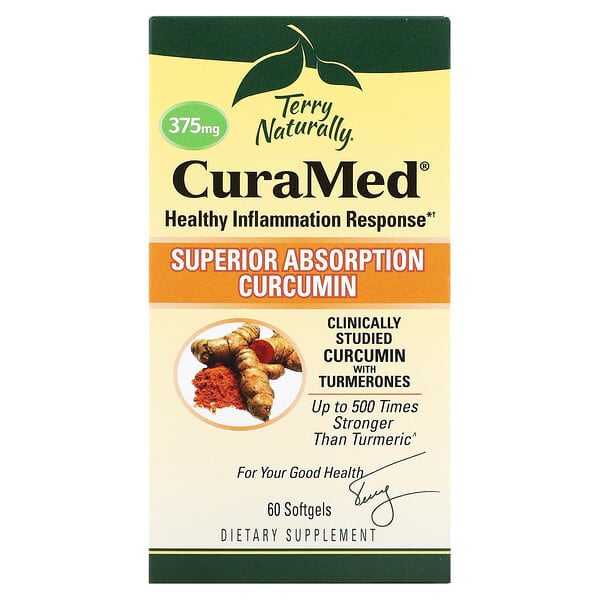 Terry
Naturally®
375mg
CuraMed®
Healthy Inflammation Response*†
SUPERIOR ABSORPTION
CURCUMIN
CLINICALLY
STUDIED
CURCUMIN
WITH
TURMERONES
Up to 500 Times
Stronger
Than Turmeric^
For Your Good Health,
Terry
60 Softgels
DIETARY SUPPLEMENT